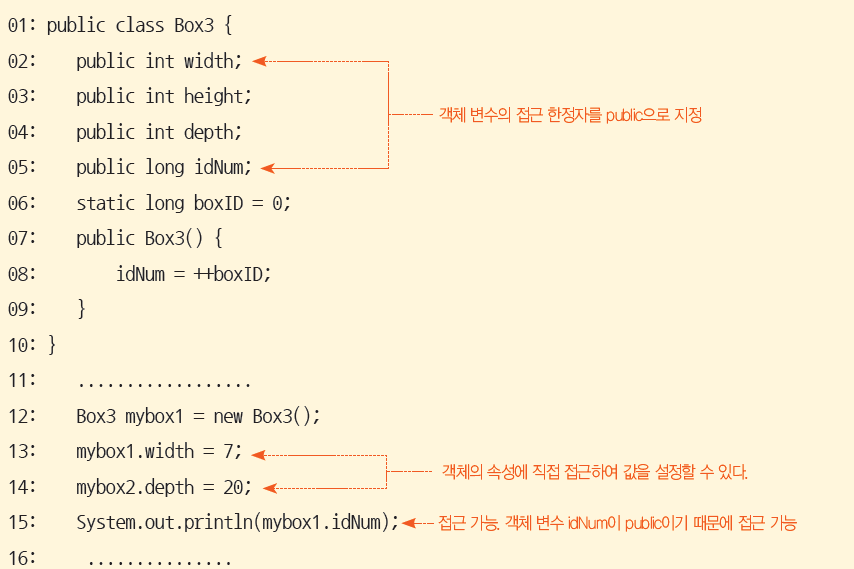 01: public class Box3 {
02: public int width;
03: public int height;
객체 변수의 접근 한정자를 public으로 지정
04: public int depth;
05: public long idNum;
06: static long boxID = 0;
07: public Box3() {
08: idNum = ++boxID;
09: }
10: }
11: ..................
12: Box3 mybox1 = new Box3();
13: mybox1.width = 7;
객체의 속성에 직접 접근하여 값을 설정할 수 있다.
14: mybox2.depth = 20;
15: System.out.println(mybox1.idNum); 접근 가능. 객체 변수 idNum이 public이기 때문에 접근 가능
16: ...............